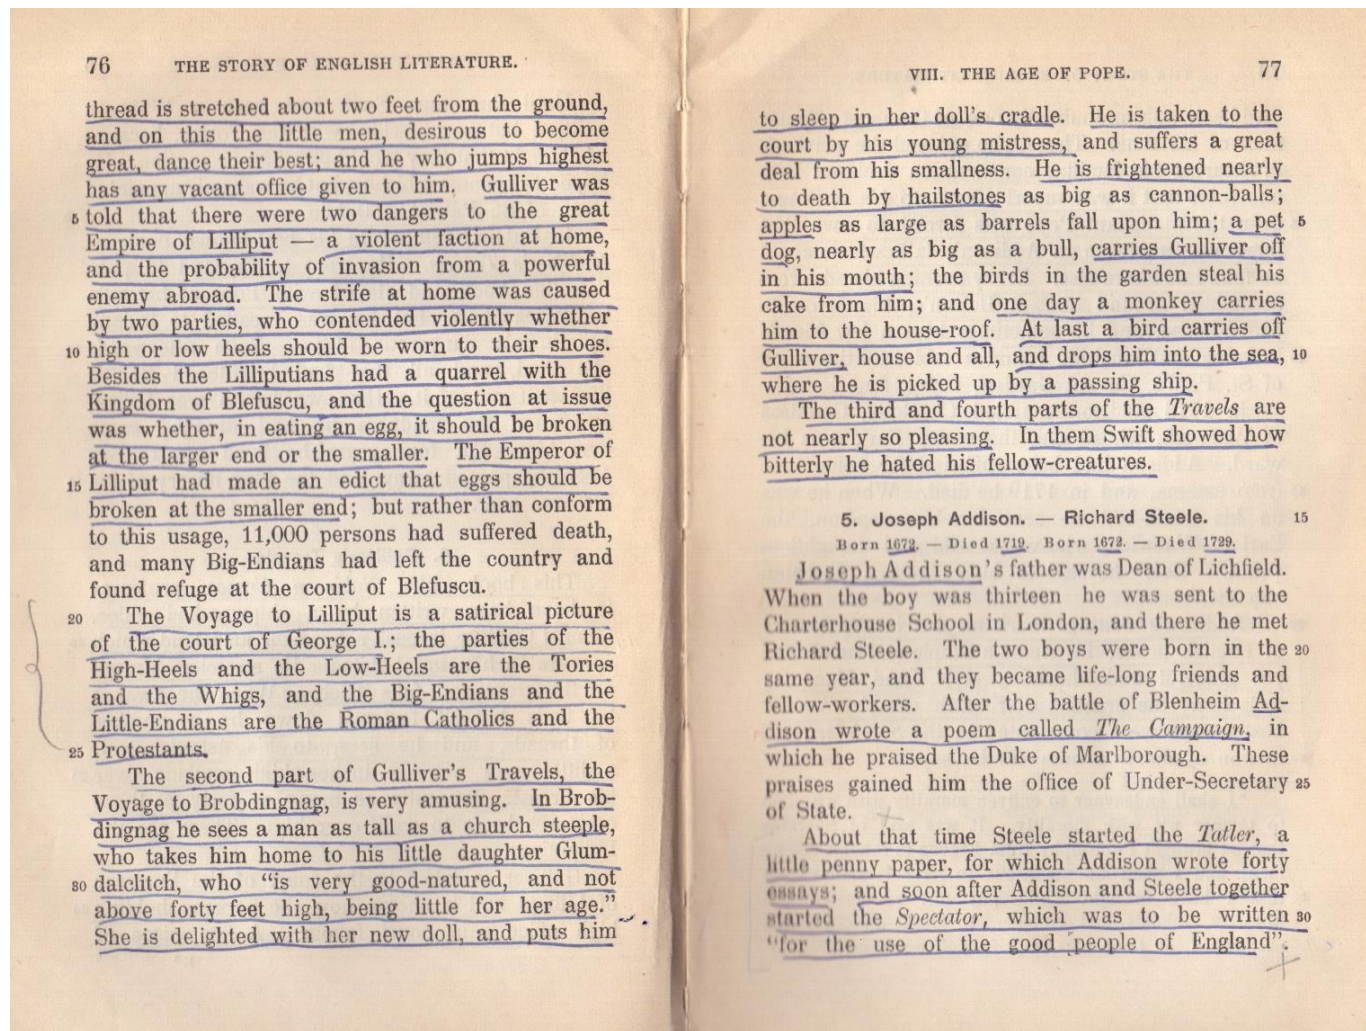 76 THE STORY OF ENGLISH LITERATURE.
thread is stretched about two feet from the ground,
and on this the little men, desirous to become
great, dance their best; and he who jumps highest
has any vacant office given to him. Gulliver was
5 told that there were two dangers to the great
Empire of Lilliput — a violent faction at home,
and the probability of invasion from a powerful
enemy abroad. The strife at home was caused
by two parties, who contended violently whether
10 high or low heels should be worn to their shoes.
Besides the Lilliputians had a quarrel with the
Kingdom of Blefuscu, and the question at issue
was whether, in eating an egg, it should be broken
at the larger end or the smaller. The Emperor of
15 Lilliput had made an edict that eggs should be
broken at the smaller end; but rather than conform
to this usage, 11,000 persons had suffered death,
and many Big-Endians had left the country and
found refuge at the court of Blefuscu.
20 The Voyage to Lilliput is a satirical picture
of the court of George I.; the parties of the
High-Heels and the Low-Heels are the Tories
and the Whigs, and the Big-Endians and the
Little-Endians are the Roman Catholics and the
25 Protestants.
The second part of Gulliver's Travels, the
Voyage to Brobdingnag, is very amusing. In Brob-
dingnag he sees a man as tall as a church steeple,
who takes him home to his little daughter Glum-
30 dalclitch, who "is very good-natured, and not
above forty feet high, being little for her age."
She is delighted with her new doll, and puts him
VIII. THE AGE OF POPE. 77
to sleep in her doll's cradle. He is taken to the
court by his young mistress, and suffers a great
deal from his smallness. He is frightened nearly
to death by hailstones as big as cannon-balls;
apples as large as barrels fall upon him; a pet 5
dog, nearly as big as a bull, carries Gulliver off
in his mouth; the birds in the garden steal his
cake from him; and one day a monkey carries
him to the house-roof. At last a bird carries off
Gulliver, house and all, and drops him into the sea, 10
where he is picked up by a passing ship.
The third and fourth parts of the Travels are
not nearly so pleasing. In them Swift showed how
bitterly he hated his fellow-creatures.
5. Joseph Addison. — Richard Steele. 15
Born 1672. — Died 1719. Born 1672. — Died 1729.
Joseph Addison's father was Dean of Lichfield.
When the boy was thirteen he was sent to the
Charterhouse School in London, and there he met
Richard Steele. The two boys were born in the 20
same year, and they became life-long friends and
fellow-workers. After the battle of Blenheim Ad-
dison wrote a poem called The Campaign, in
which he praised the Duke of Marlborough. These
praises gained him the office of Under-Secretary 25
of State.
About that time Steele started the Tatler, a
little penny paper, for which Addison wrote forty
essays; and soon after Addison and Steele together
started the Spectator, which was to be written 30
"for the use of the good people of England".